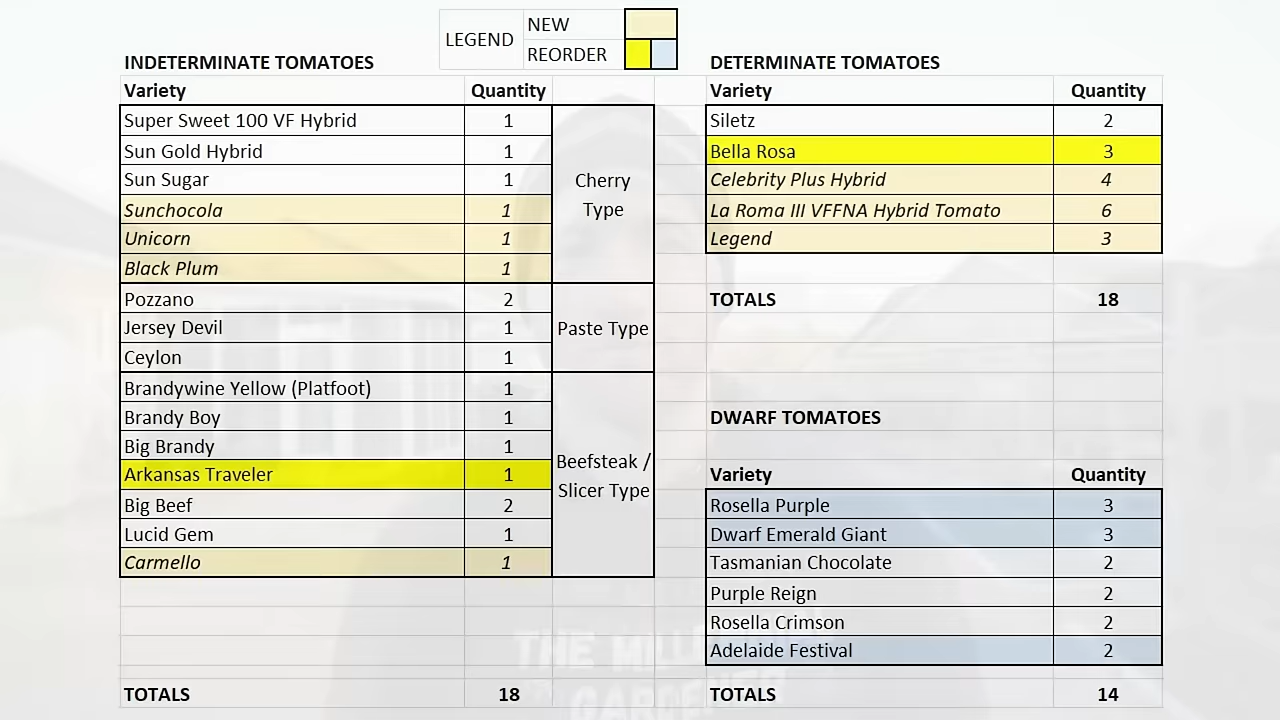 LEGEND
NEW
REORDER
INDETERMINATE TOMATOES
Variety Quantity
Super Sweet 100 VF Hybrid 1
Sun Gold Hybrid 1
Sun Sugar 1
Sunchocola 1
Unicorn 1
Black Plum 1
Cherry
Type
Pozzano 2
Jersey Devil 1
Ceylon 1
Paste Type
Brandywine Yellow (Platfoot) 1
Brandy Boy 1
Big Brandy 1
Arkansas Traveler 1
Big Beef 2
Lucid Gem 1
Carmello 1
Beefsteak /
Slicer Type
TOTALS 18
DETERMINATE TOMATOES
Variety Quantity
Siletz 2
Bella Rosa 3
Celebrity Plus Hybrid 4
La Roma III VFFNA Hybrid Tomato 6
Legend 3
TOTALS 18
DWARF TOMATOES
Variety Quantity
Rosella Purple 3
Dwarf Emerald Giant 3
Tasmanian Chocolate 2
Purple Reign 2
Rosella Crimson 2
Adelaide Festival 2
TOTALS 14
THE
GARDENER